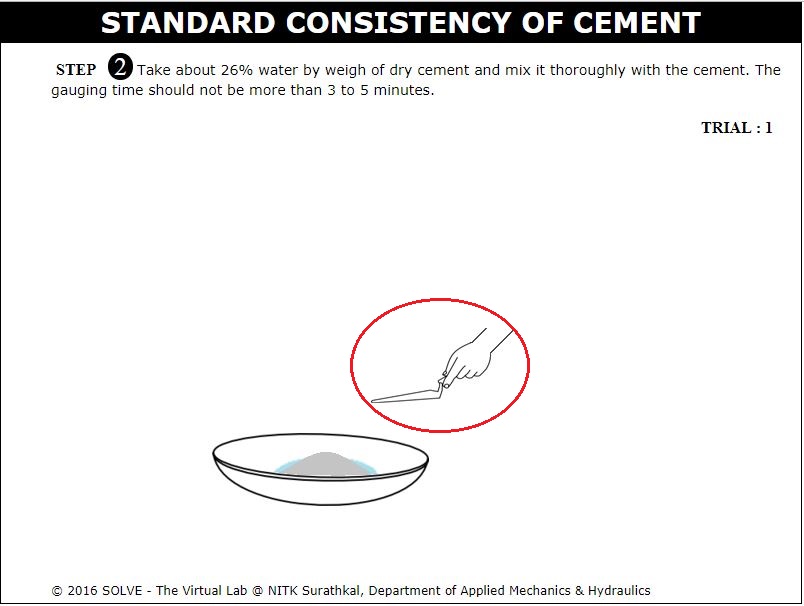 STANDARD CONSISTENCY OF CEMENT
STEP 2 Take about 26% water by weigh of dry cement and mix it thoroughly with the cement. The
gauging time should not be more than 3 to 5 minutes.
TRIAL : 1
© 2016 SOLVE - The Virtual Lab @ NITK Surathkal, Department of Applied Mechanics & Hydraulics